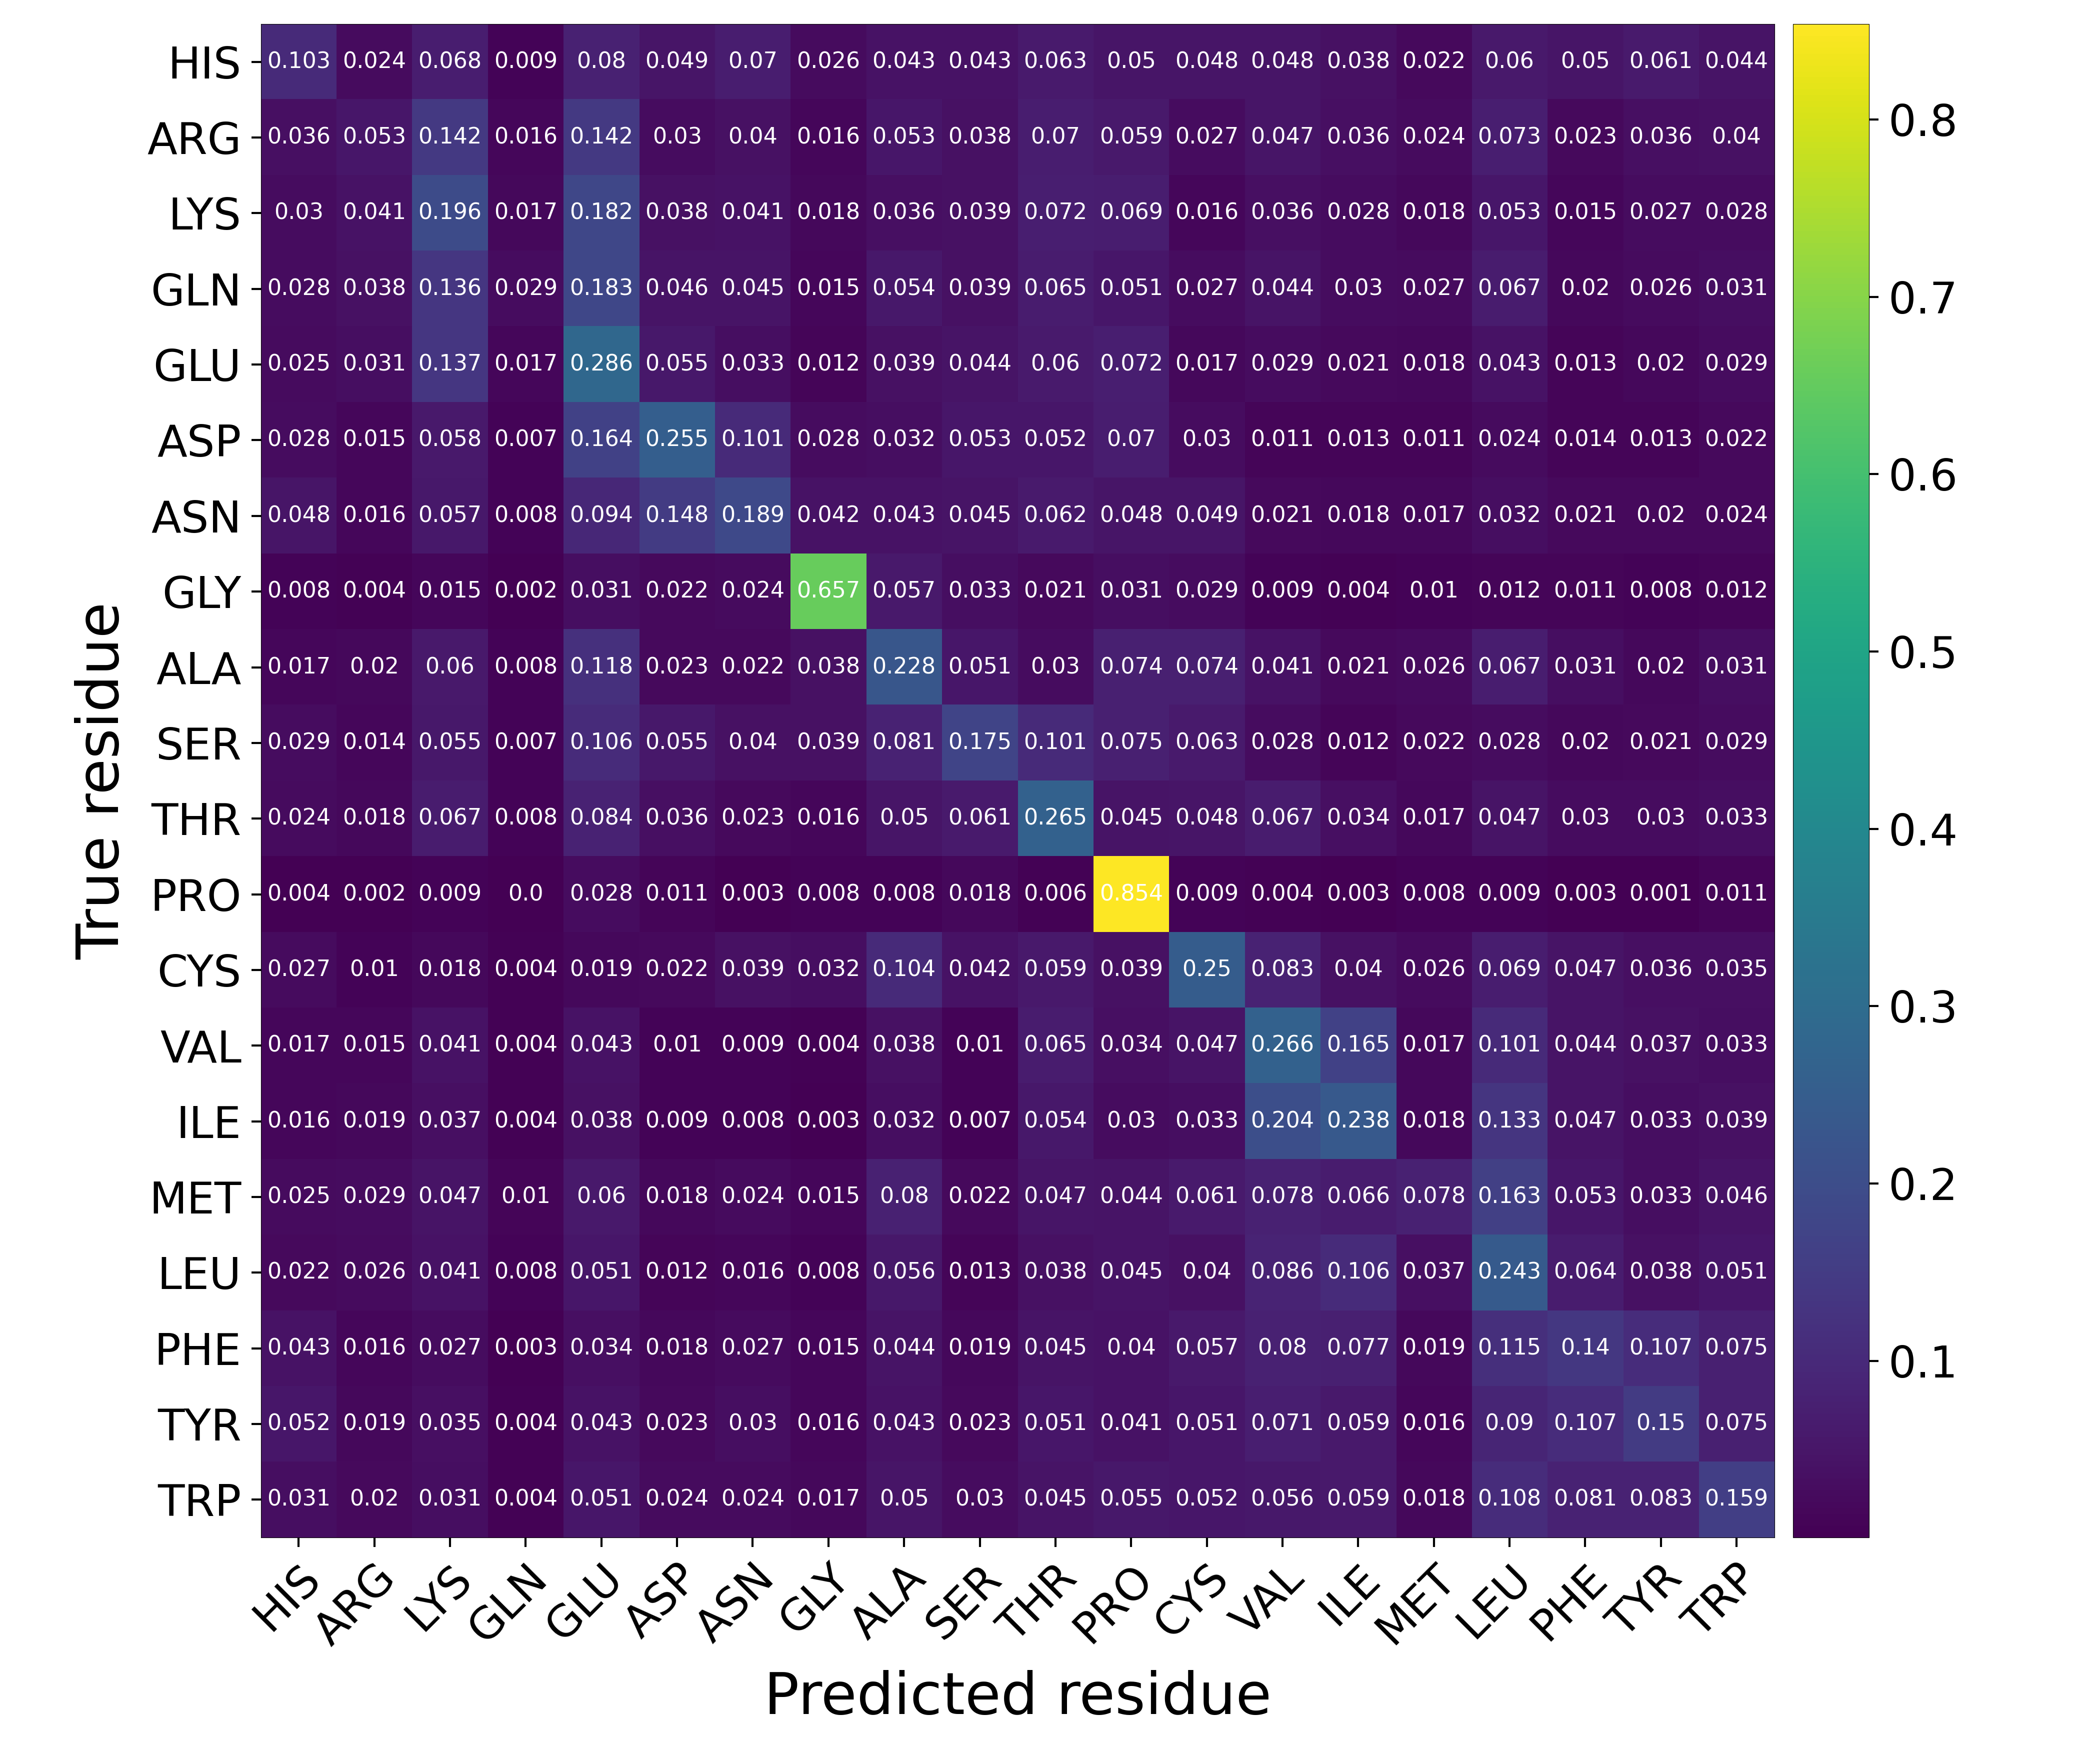 HIS 0.103 0.024 0.068 0.009 0.08 0.049 0.07 0.026 0.043 0.043 0.063 0.05 0.048 0.048 0.038 0.022 0.06 0.05 0.061 0.044
ARG 0.036 0.053 0.142 0.016 0.142 0.03 0.04 0.016 0.053 0.038 0.07 0.059 0.027 0.047 0.036 0.024 0.073 0.023 0.036 0.04
LYS 0.03 0.041 0.196 0.017 0.182 0.038 0.041 0.018 0.036 0.039 0.072 0.069 0.016 0.036 0.028 0.018 0.053 0.015 0.027 0.028
GLN 0.028 0.038 0.136 0.029 0.183 0.046 0.045 0.015 0.054 0.039 0.065 0.051 0.027 0.044 0.03 0.027 0.067 0.02 0.026 0.031
GLU 0.025 0.031 0.137 0.017 0.286 0.055 0.033 0.012 0.039 0.044 0.06 0.072 0.017 0.029 0.021 0.018 0.043 0.013 0.02 0.029
ASP 0.028 0.015 0.058 0.007 0.164 0.255 0.101 0.028 0.032 0.053 0.052 0.07 0.03 0.011 0.013 0.011 0.024 0.014 0.013 0.022
ASN 0.048 0.016 0.057 0.008 0.094 0.148 0.189 0.042 0.043 0.045 0.062 0.048 0.049 0.021 0.018 0.017 0.032 0.021 0.02 0.024
GLY 0.008 0.004 0.015 0.002 0.031 0.022 0.024 0.657 0.057 0.033 0.021 0.031 0.029 0.009 0.004 0.01 0.012 0.011 0.008 0.012
ALA 0.017 0.02 0.06 0.008 0.118 0.023 0.022 0.038 0.228 0.051 0.03 0.074 0.074 0.041 0.021 0.026 0.067 0.031 0.02 0.031
SER 0.029 0.014 0.055 0.007 0.106 0.055 0.04 0.039 0.081 0.175 0.101 0.075 0.063 0.028 0.012 0.022 0.028 0.02 0.021 0.029
THR 0.024 0.018 0.067 0.008 0.084 0.036 0.023 0.016 0.05 0.061 0.265 0.045 0.048 0.067 0.034 0.017 0.047 0.03 0.03 0.033
PRO 0.004 0.002 0.009 0.0 0.028 0.011 0.003 0.008 0.008 0.018 0.006 0.854 0.009 0.004 0.003 0.008 0.009 0.003 0.001 0.011
CYS 0.027 0.01 0.018 0.004 0.019 0.022 0.039 0.032 0.104 0.042 0.059 0.039 0.25 0.083 0.04 0.026 0.069 0.047 0.036 0.035
VAL 0.017 0.015 0.041 0.004 0.043 0.01 0.009 0.004 0.038 0.01 0.065 0.034 0.047 0.266 0.165 0.017 0.101 0.044 0.037 0.033
ILE 0.016 0.019 0.037 0.004 0.038 0.009 0.008 0.003 0.032 0.007 0.054 0.03 0.033 0.204 0.238 0.018 0.133 0.047 0.033 0.039
MET 0.025 0.029 0.047 0.01 0.06 0.018 0.024 0.015 0.08 0.022 0.047 0.044 0.061 0.078 0.066 0.078 0.163 0.053 0.033 0.046
LEU 0.022 0.026 0.041 0.008 0.051 0.012 0.016 0.008 0.056 0.013 0.038 0.045 0.04 0.086 0.106 0.037 0.243 0.064 0.038 0.051
PHE 0.043 0.016 0.027 0.003 0.034 0.018 0.027 0.015 0.044 0.019 0.045 0.04 0.057 0.08 0.077 0.019 0.115 0.14 0.107 0.075
TYR 0.052 0.019 0.035 0.004 0.043 0.023 0.03 0.016 0.043 0.023 0.051 0.041 0.051 0.071 0.059 0.016 0.09 0.107 0.15 0.075
TRP 0.031 0.02 0.031 0.004 0.051 0.024 0.024 0.017 0.05 0.03 0.045 0.055 0.052 0.056 0.059 0.018 0.108 0.081 0.083 0.159
HIS ARG LYS GLN GLU ASP ASN GLY ALA SER THR PRO CYS VAL ILE MET LEU PHE TYR TRP
Predicted residue
True residue
0.8
0.7
0.6
0.5
0.4
0.3
0.2
0.1